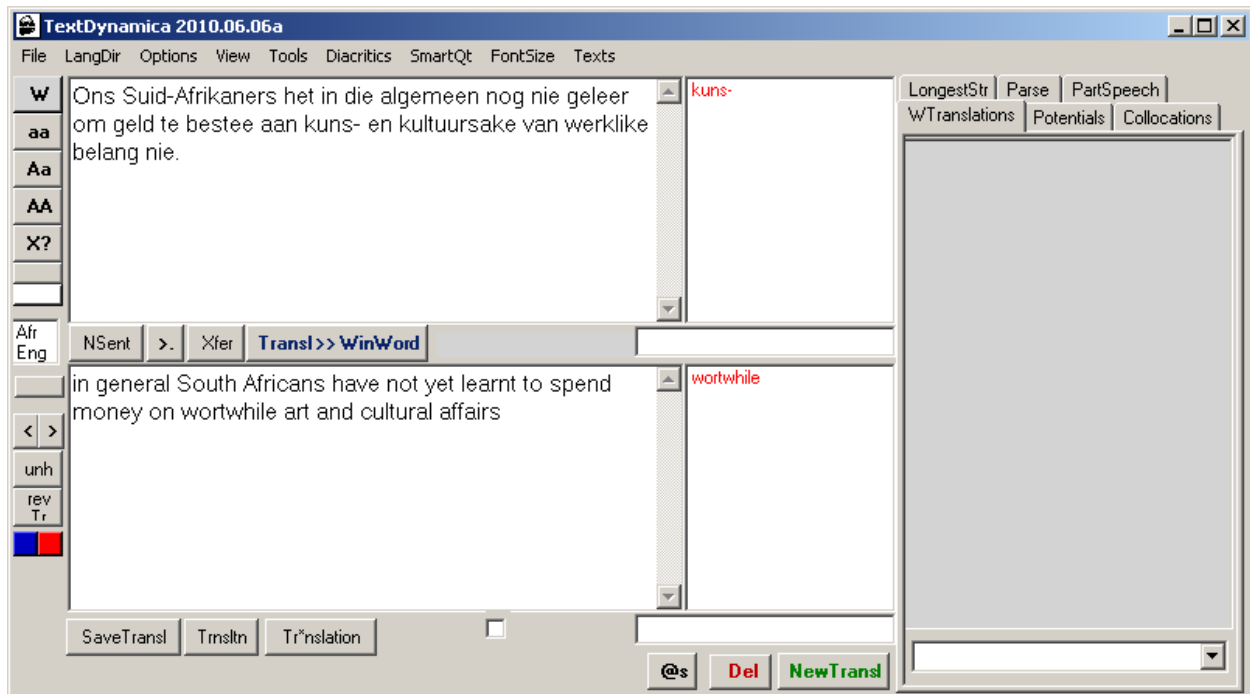 TextDynamica 2010.06.06a
File LangDir Options View Tools Diacritics SmartQt FontSize Texts
W
aa
Aa
AA
X?
Ons Suid-Afrikaners het in die algemeen nog nie geleer
om geld te bestee aan kuns- en kultuursake van werklike
belang nie.
kuns-
LongestStr Parse PartSpeech
WTranslations Potentials Collocations
Afr
Eng
NSent >. Xfer Transl>>WinWord
in general South Africans have not yet learnt to spend
money on wortwhile art and cultural affairs
wortwhile
< >
unh
rev
Tr
SaveTransl Trnsltn Tr*nslation
@s Del NewTransl